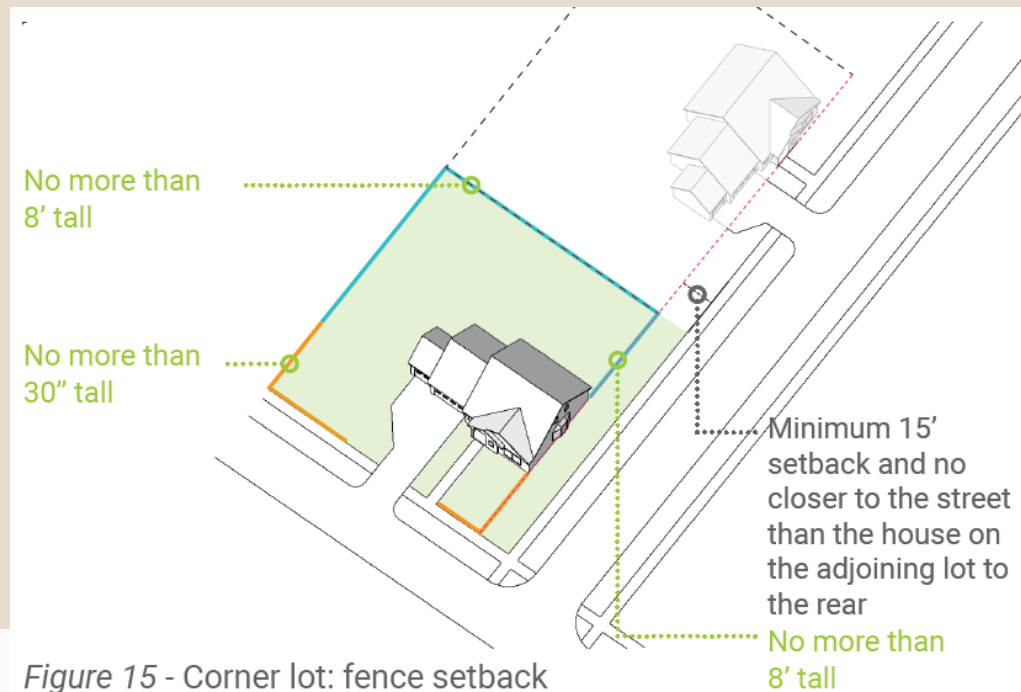 No more than
8’ tall
No more than
30” tall
Minimum 15’
setback and no
closer to the street
than the house on
the adjoining lot to
the rear
No more than
8’ tall
Figure 15 - Corner lot: fence setback